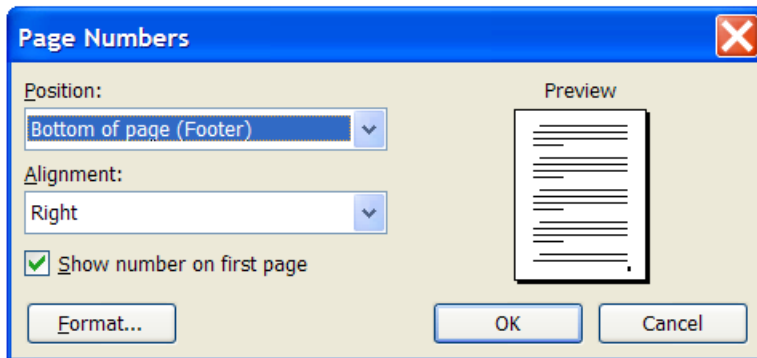 Page Numbers
Position:
Preview
Bottom of page (Footer)
Alignment:
Right
Show number on first page
Format...
OK
Cancel